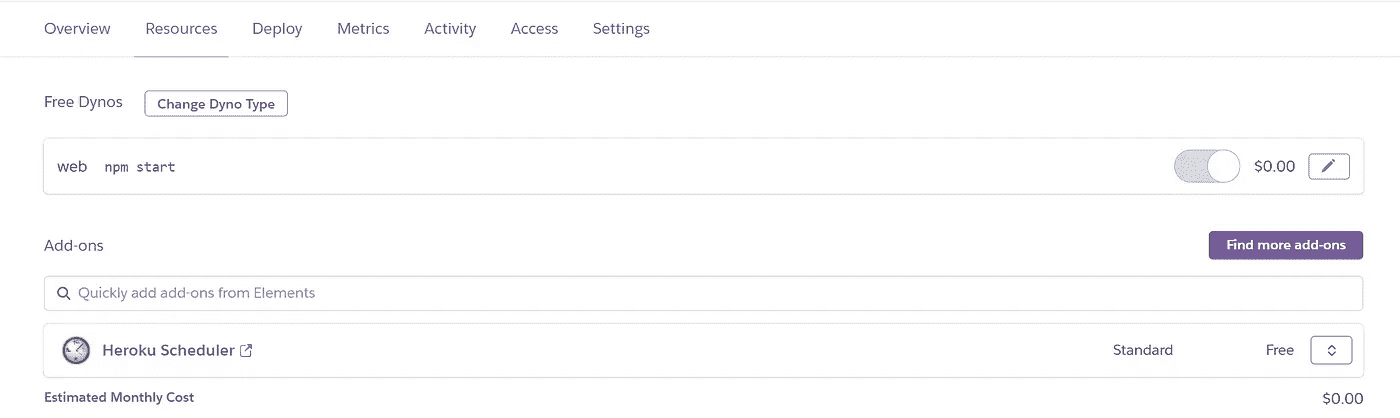 Overview Resources Deploy Metrics Activity Access Settings
Free Dynos Change Dyno Type
web npm start $0.00
Add-ons Find more add-ons
Quickly add add-ons from Elements
Heroku Scheduler Standard Free
Estimated Monthly Cost $0.00